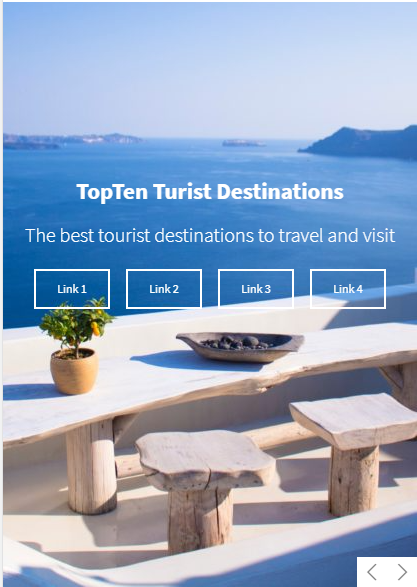 TopTen Turist Destinations
The best tourist destinations to travel and visit
Link 1 Link 2 Link 3 Link 4